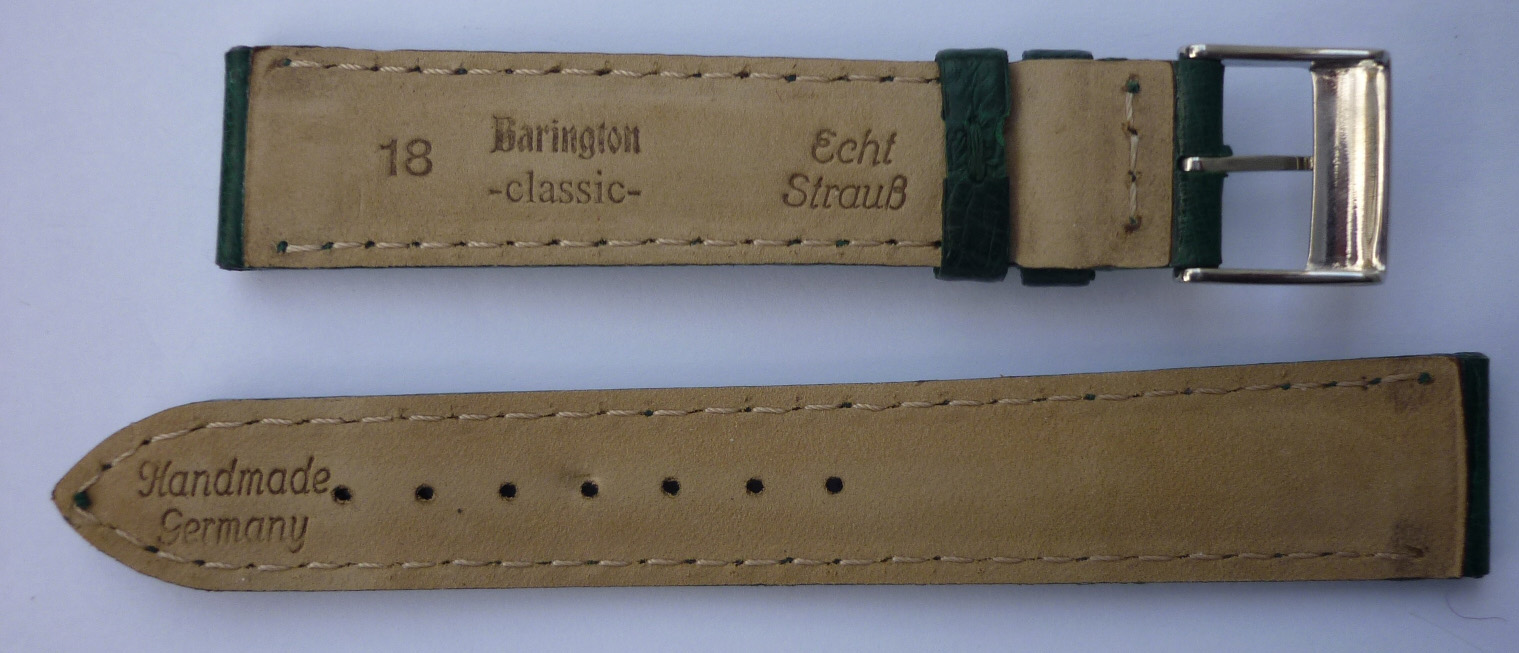 18
Barington
-classic-
Echt
Strauß
Handmade
Germany